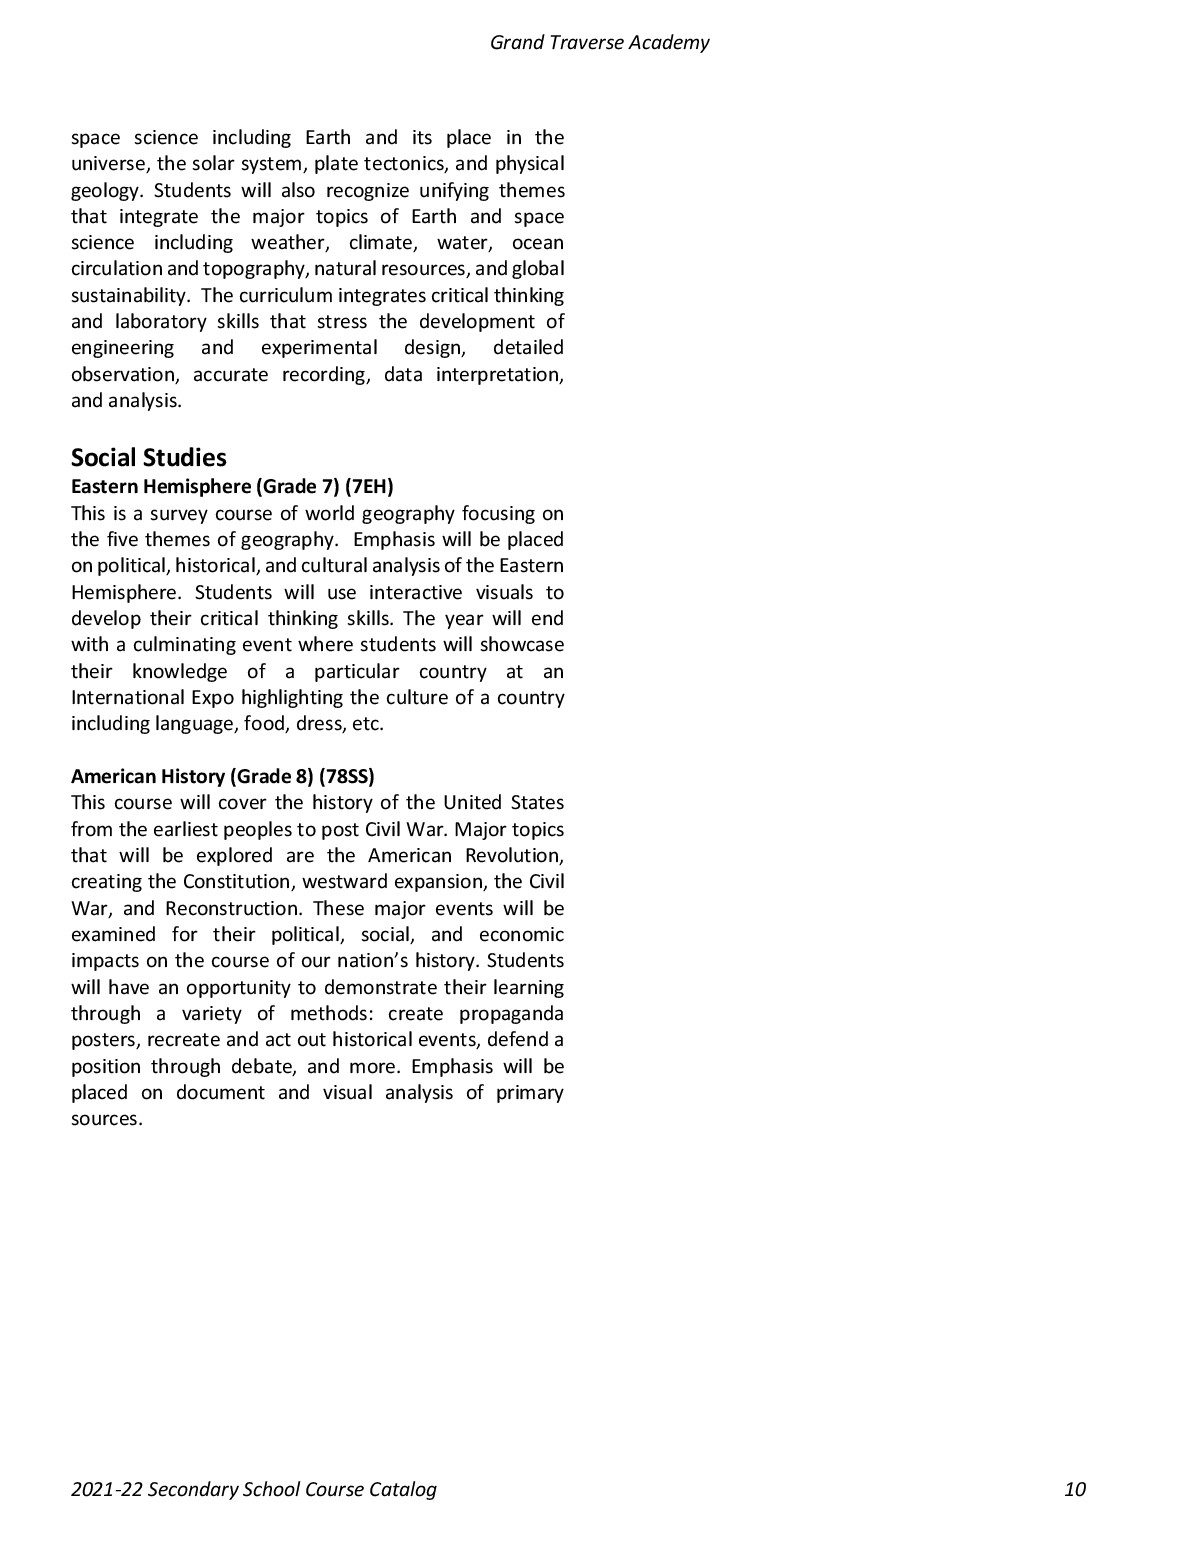 Grand Traverse Academy
space science including Earth and its place in the
universe, the solar system, plate tectonics, and physical
geology. Students will also recognize unifying themes
that integrate the major topics of Earth and space
science including weather, climate, water, ocean
circulation and topography, natural resources, and global
sustainability.  The curriculum integrates critical thinking
and laboratory skills that stress the development of
engineering and experimental design, detailed
observation, accurate recording, data interpretation,
and analysis.
Social Studies
Eastern Hemisphere (Grade 7) (7EH)
This is a survey course of world geography focusing on
the five themes of geography.  Emphasis will be placed
on political, historical, and cultural analysis of the Eastern
Hemisphere. Students will use interactive visuals to
develop their critical thinking skills. The year will end
with a culminating event where students will showcase
their knowledge of a particular country at an
International Expo highlighting the culture of a country
including language, food, dress, etc.
American History (Grade 8) (78SS)
This course will cover the history of the United States
from the earliest peoples to post Civil War. Major topics
that will be explored are the American Revolution,
creating the Constitution, westward expansion, the Civil
War, and Reconstruction. These major events will be
examined for their political, social, and economic
impacts on the course of our nation’s history. Students
will have an opportunity to demonstrate their learning
through a variety of methods: create propaganda
posters, recreate and act out historical events, defend a
position through debate, and more. Emphasis will be
placed on document and visual analysis of primary
sources.
2021-22 Secondary School Course Catalog 10